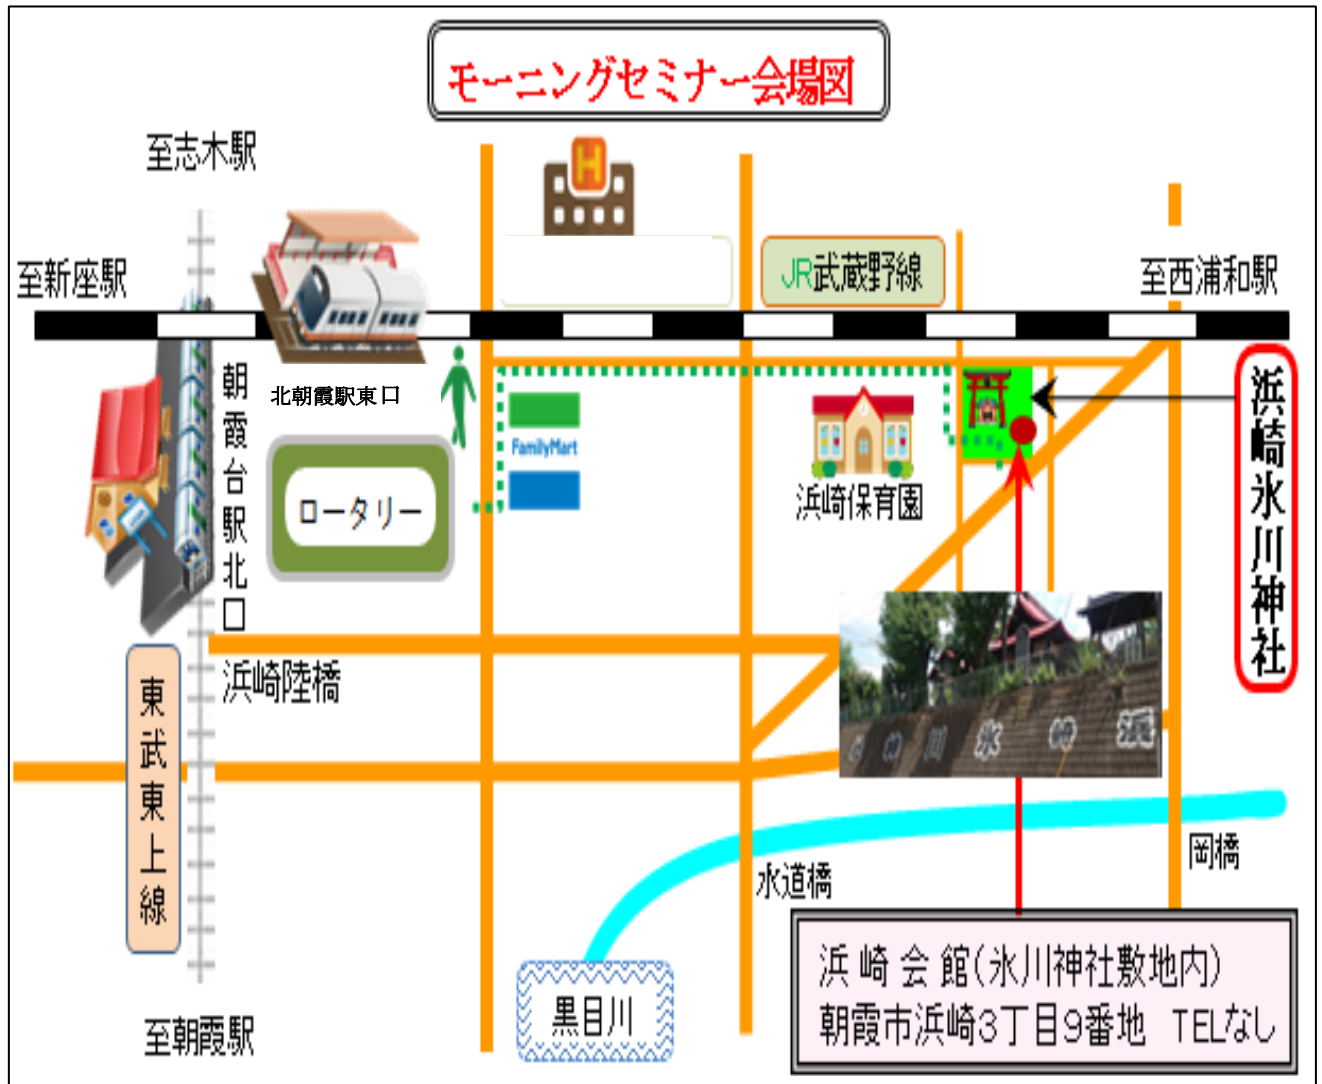 モーニングセミナー会場図
至志木駅
H
至新座駅
JR武蔵野線
至西浦和駅
朝霞台駅北口
北朝霞駅東口
FamilyMart
ロータリー
浜崎保育園
浜崎氷川神社
浜崎陸橋
東武東上線
神川氷崎浜
水道橋
岡橋
黒目川
浜崎会館(氷川神社敷地内)
朝霞市浜崎3丁目9番地 TELなし
至朝霞駅